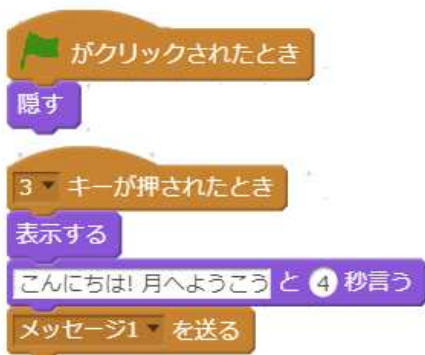 がクリックされたとき
隠す
3 キーが押されたとき
表示する
こんにちは! 月へようこう と 4 秒言う
メッセージ1 を送る